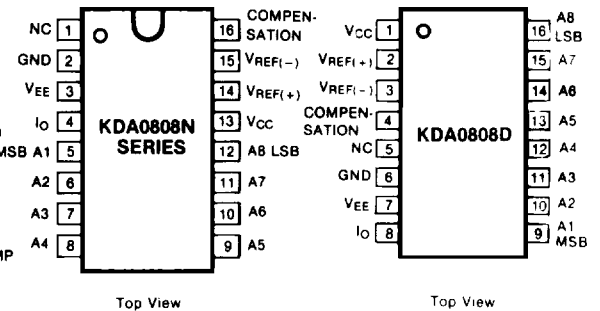 NC 1
GND 2
VEE 3
IO 4
MSB A1 5
A2 6
A3 7
A4 8
MP
KDA0808N
SERIES
COMPEN-
16 SATION
15 VREF(-)
14 VREF(+)
13 VCC
12 A8 LSB
11 A7
10 A6
9 A5
Top View
VCC 1
VREF(+) 2
VREF(-) 3
COMPEN-
SATION 4
NC 5
GND 6
VEE 7
IO 8
KDA0808D
16 A8
LSB
15 A7
14 A6
13 A5
12 A4
11 A3
10 A2
9 A1
MSB
Top View